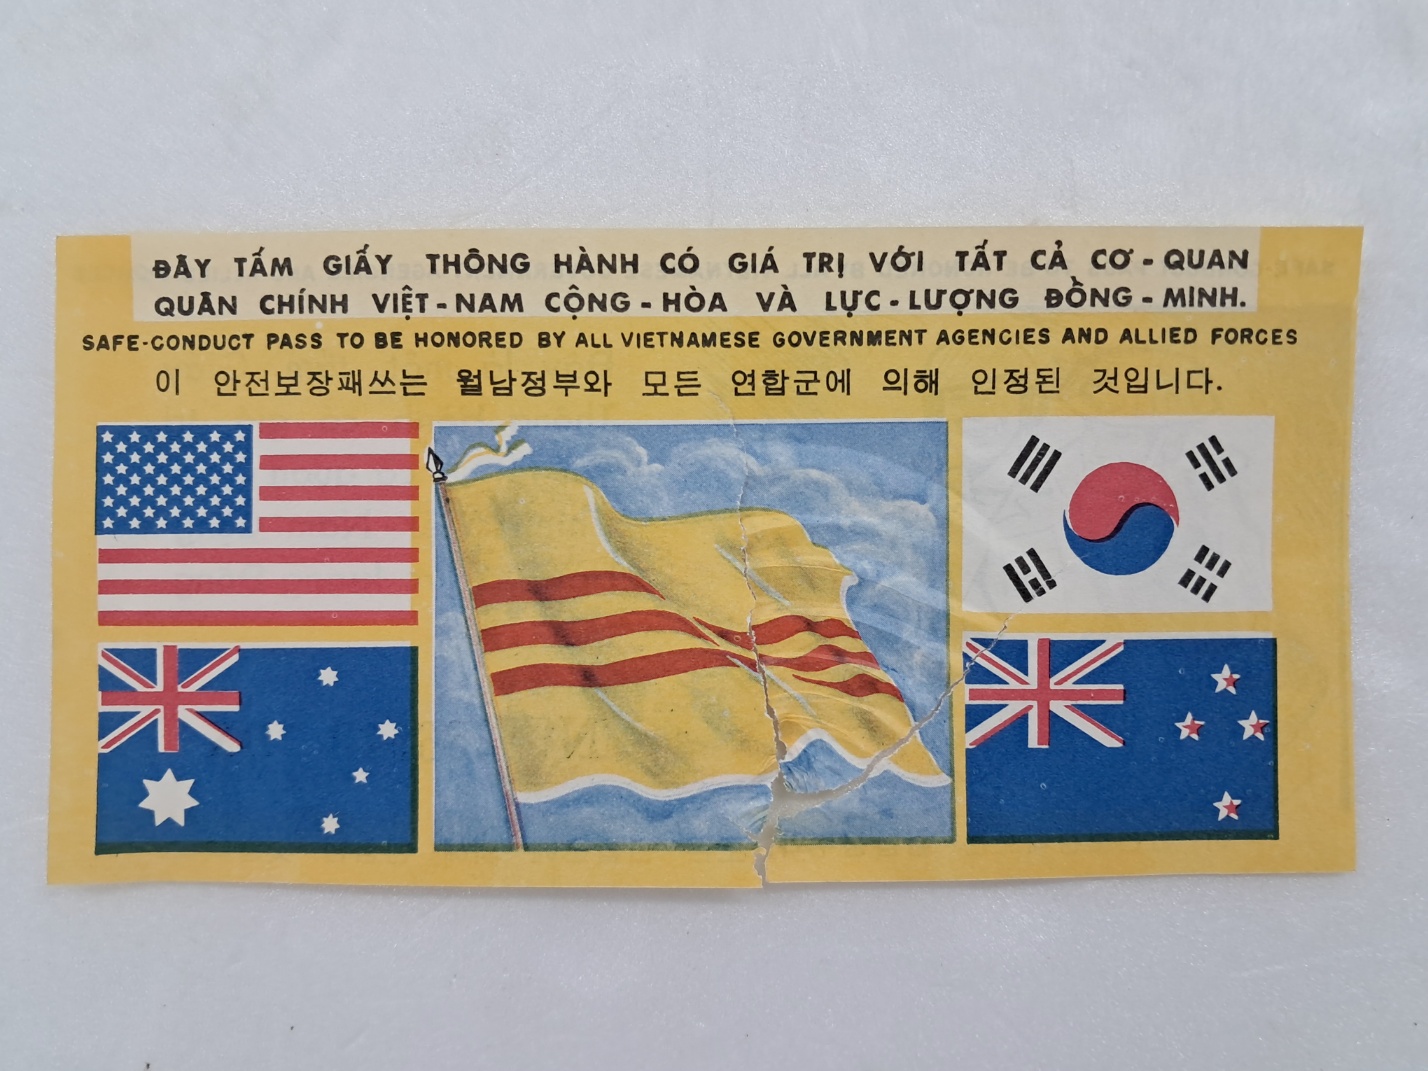 ĐÂY TẤM GIẤY THÔNG HÀNH CÓ GIÁ TRỊ VỚI TẤT CẢ CƠ - QUAN
QUÂN CHÍNH VIỆT - NAM CỘNG - HÒA VÀ LỰC - LƯỢNG ĐỒNG - MINH.
SAFE-CONDUCT PASS TO BE HONORED BY ALL VIETNAMESE GOVERNMENT AGENCIES AND ALLIED FORCES
이 안전보장패쓰는 월남정부와 모든 연합군에 의해 인정된 것입니다.